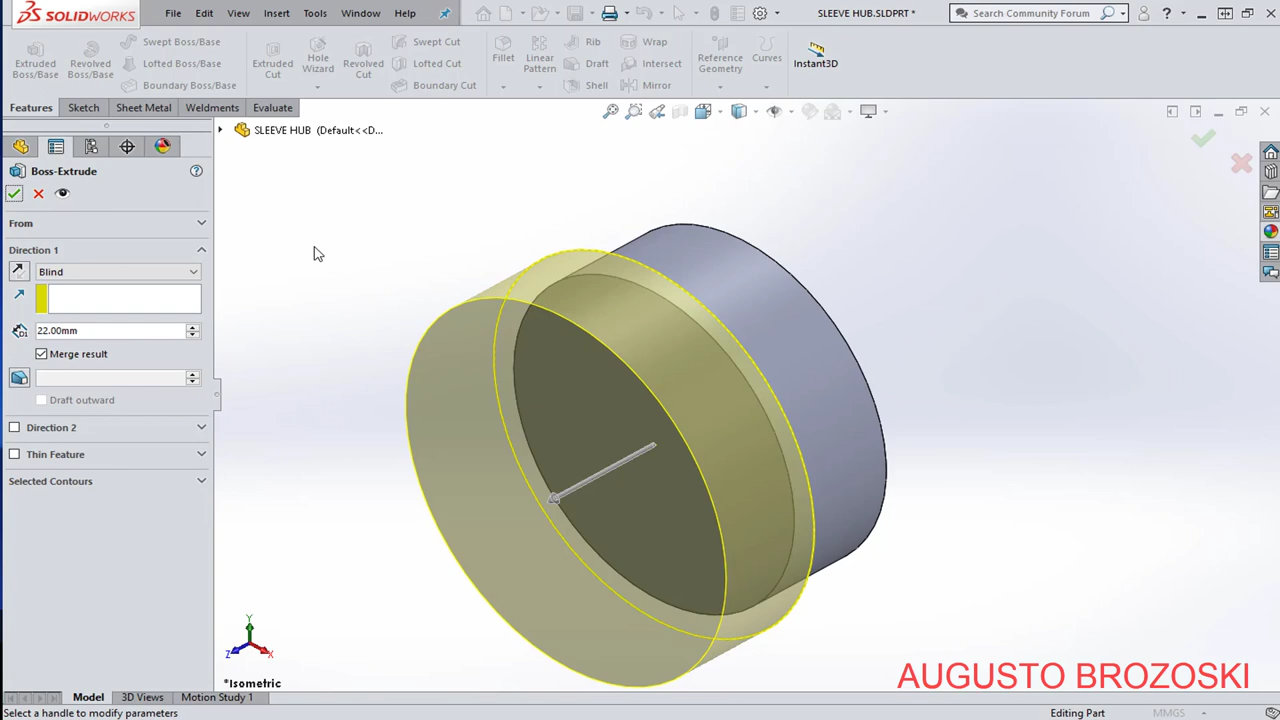 SOLIDWORKS File Edit View Insert Tools Window Help SLEEVE HUB.SLDPRT * Search Community Forum
Extruded Boss/Base
Revolved Boss/Base
Swept Boss/Base
Lofted Boss/Base
Boundary Boss/Base
Extruded Cut
Hole Wizard
Revolved Cut
Swept Cut
Lofted Cut
Boundary Cut
Fillet
Linear Pattern
Rib
Draft
Shell
Wrap
Intersect
Mirror
Reference Geometry
Curves
Instant3D
Features Sketch Sheet Metal Weldments Evaluate
SLEEVE HUB (Default<<D...
Boss-Extrude
From
Direction 1
Blind
D1
22.00mm
Merge result
Draft outward
Direction 2
Thin Feature
Selected Contours
Y
Z
X
*Isometric
AUGUSTO BROZOSKI
Model 3D Views Motion Study 1
Select a handle to modify parameters Editing Part MMGS